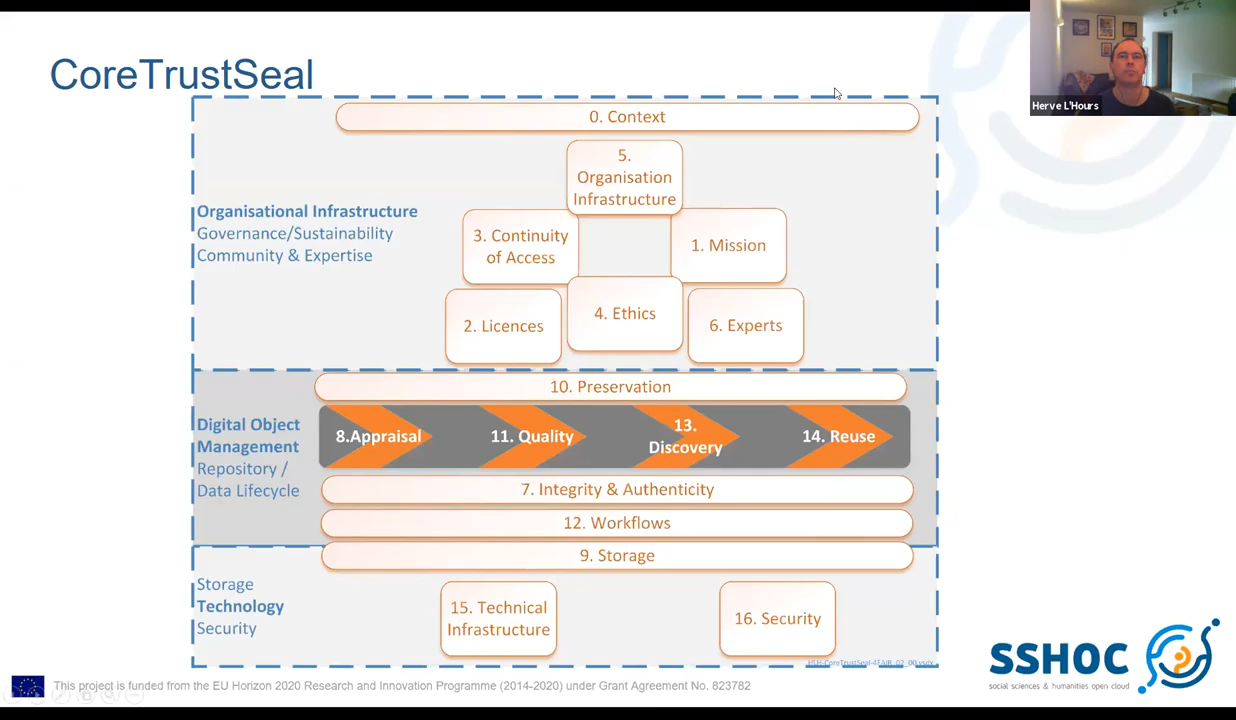 CoreTrustSeal
Herve L'Hours
0. Context
5.
Organisation
Infrastructure
Organisational Infrastructure
Governance/Sustainability
Community & Expertise
3. Continuity
of Access
1. Mission
2. Licences
4. Ethics
6. Experts
10. Preservation
Digital Object
Management
Repository /
Data Lifecycle
8.Appraisal
11. Quality
13.
Discovery
14. Reuse
7. Integrity & Authenticity
12. Workflows
9. Storage
Storage
Technology
Security
15. Technical
Infrastructure
16. Security
SSHOC
social sciences & humanities open cloud
This project is funded from the EU Horizon 2020 Research and Innovation Programme (2014-2020) under Grant Agreement No. 823782